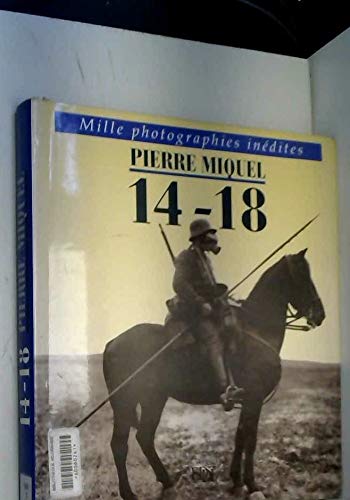 Mille photographies inédites
PIERRE MIQUEL
14-18
14-18 PIERRE MIQUEL